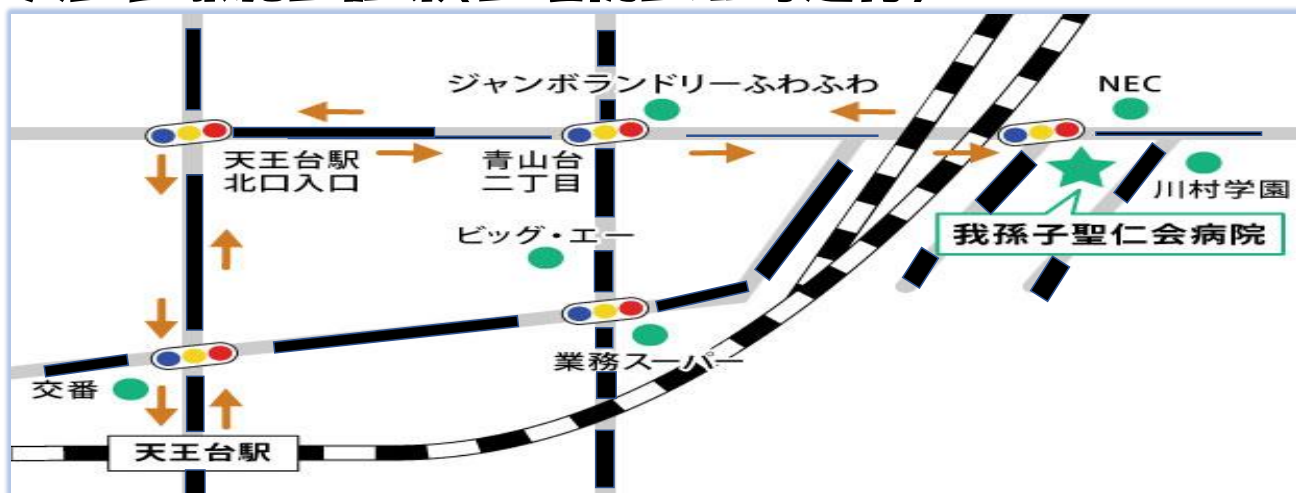 ジャンボランドリーふわふわ
NEC
天王台駅
北口入口
青山台
二丁目
川村学園
我孫子聖仁会病院
ビッグ・エー
業務スーパー
交番
天王台駅